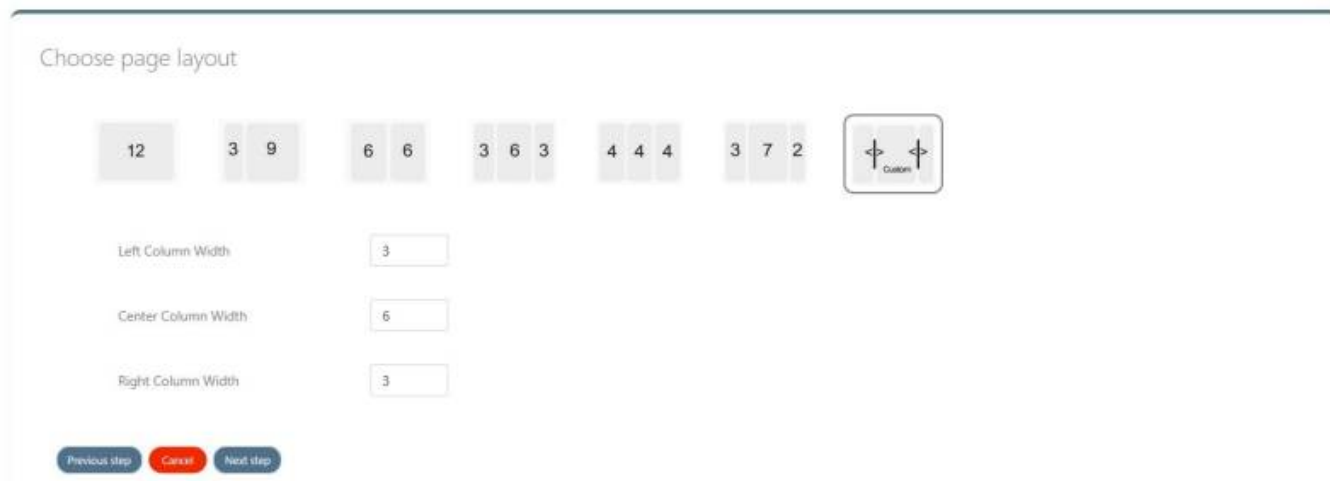 Choose page layout
12 3 9 6 6 3 6 3 4 4 4 3 7 2 <> <>
Custom
Left Column Width 3
Center Column Width 6
Right Column Width 3
Previous step Cancel Next step